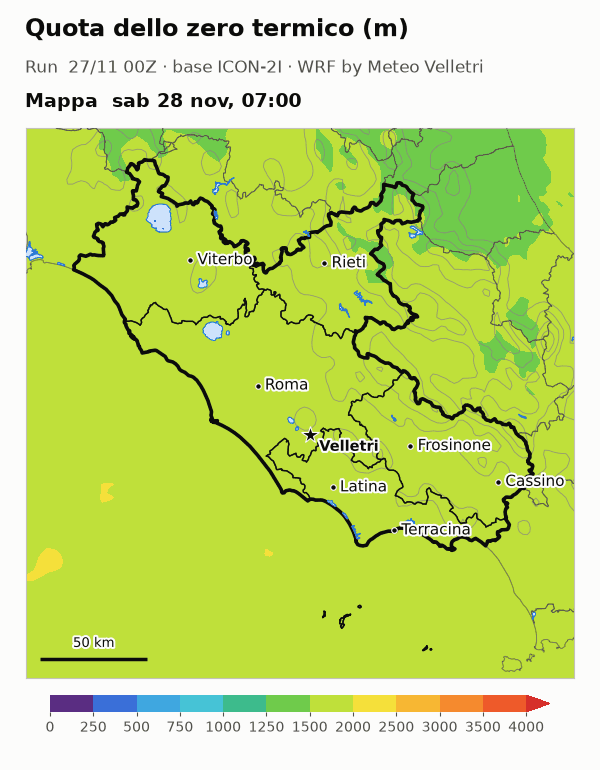 Quota dello zero termico (m)
Run  27/11 00Z · base ICON-2I · WRF by Meteo Velletri
Mappa  sab 28 nov, 07:00
Viterbo
Rieti
Roma
Velletri
Frosinone
Latina
Cassino
Terracina
50 km
0 250 500 750 1000 1250 1500 2000 2500 3000 3500 4000